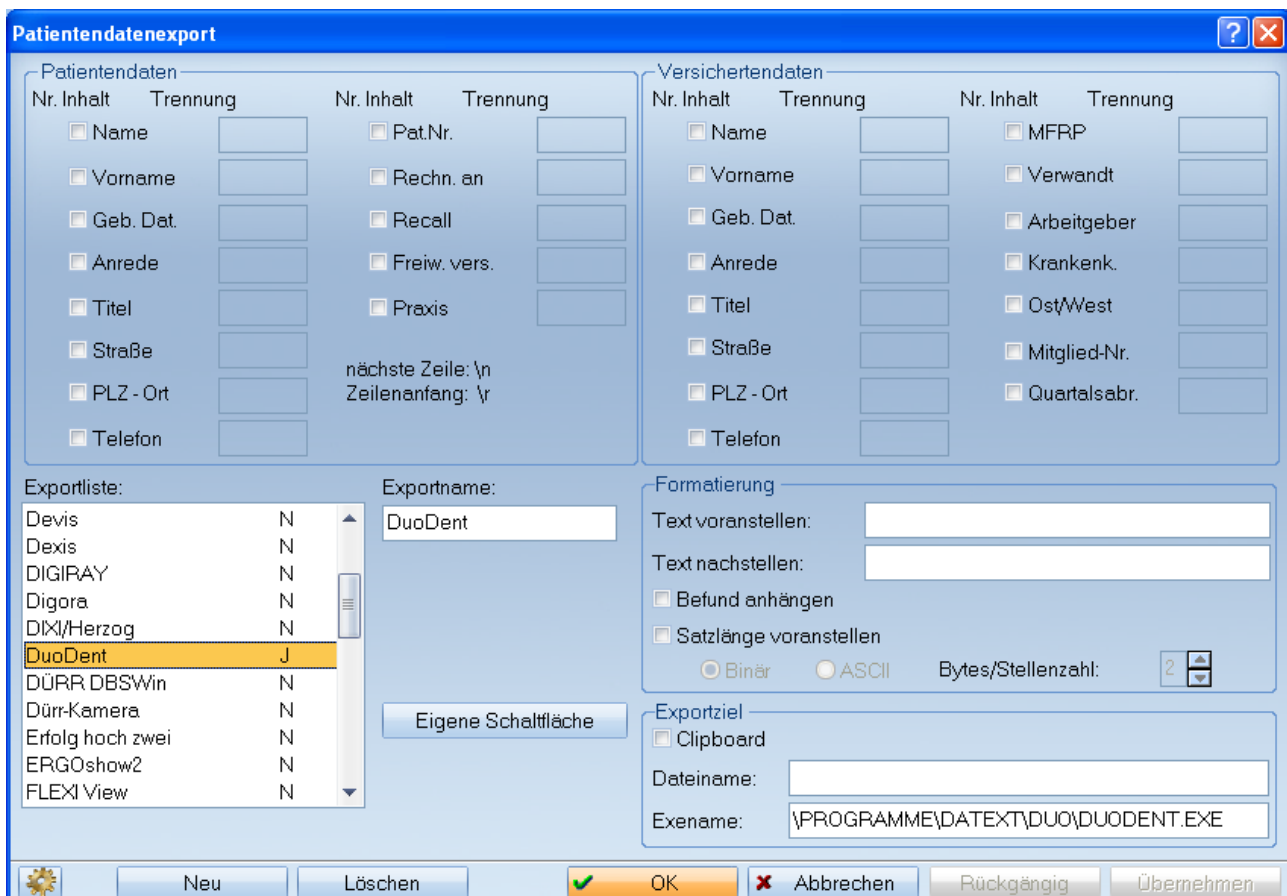 Patientendatenexport
Patientendaten
Nr. Inhalt Trennung Nr. Inhalt Trennung
Name Pat.Nr.
Vorname Rechn. an
Geb. Dat. Recall
Anrede Freiw. vers.
Titel Praxis
Straße
nächste Zeile: \n
PLZ - Ort Zeilenanfang: \r
Telefon
Versichertendaten
Nr. Inhalt Trennung Nr. Inhalt Trennung
Name MFRP
Vorname Verwandt
Geb. Dat. Arbeitgeber
Anrede Krankenk.
Titel Ost/West
Straße Mitglied-Nr.
PLZ - Ort Quartalsabr.
Telefon
Exportliste:
Devis N
Dexis N
DIGIRAY N
Digora N
DIXI/Herzog N
DuoDent J
DÜRR DBSWin N
Dürr-Kamera N
Erfolg hoch zwei N
ERGOshow2 N
FLEXI View N
Exportname:
DuoDent
Eigene Schaltfläche
Formatierung
Text voranstellen:
Text nachstellen:
Befund anhängen
Satzlänge voranstellen
Binär ASCII Bytes/Stellenzahl: 2
Exportziel
Clipboard
Dateiname:
Exename: \PROGRAMME\DATEXT\DUO\DUODENT.EXE
Neu Löschen OK Abbrechen Rückgängig Übernehmen